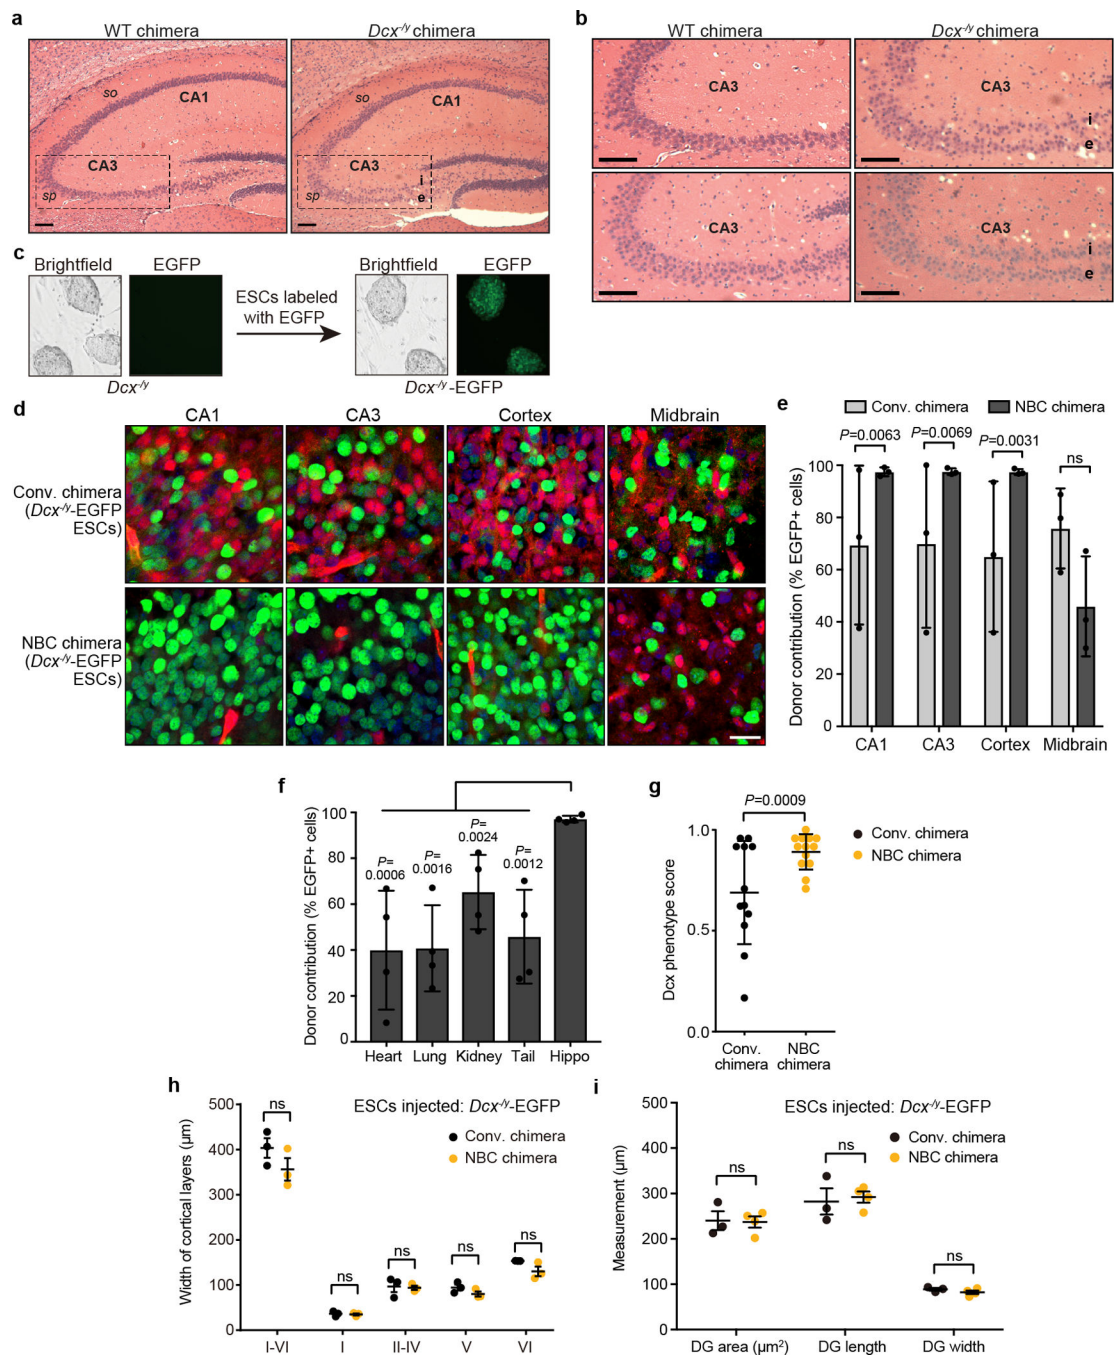 a
WT chimera
Dcx-/y chimera
so
CA1
CA3
sp
CA1
CA3
i
e
b
WT chimera
Dcx-/y chimera
CA3
CA3
i
e
CA3
CA3
i
e
c
Brightfield
EGFP
ESCs labeled
with EGFP
Brightfield
EGFP
Dcx-/y
Dcx-/y-EGFP
d
CA1
CA3
Cortex
Midbrain
Conv. chimera
(Dcx-/y-EGFP
ESCs)
NBC chimera
(Dcx-/y-EGFP
ESCs)
e
Conv. chimera
NBC chimera
P=0.0063
P=0.0069
P=0.0031
ns
Donor contribution (% EGFP+ cells)
100
80
60
40
20
0
CA1
CA3
Cortex
Midbrain
f
Donor contribution (% EGFP+ cells)
100
80
60
40
20
0
P=
0.0006
P=
0.0016
P=
0.0024
P=
0.0012
Heart
Lung
Kidney
Tail
Hippo
g
P=0.0009
Conv. chimera
NBC chimera
Dcx phenotype score
1.0
0.5
0.0
Conv.
chimera
NBC
chimera
h
ESCs injected: Dcx-/y-EGFP
Conv. chimera
NBC chimera
Width of cortical layers (µm)
500
400
300
200
100
0
ns
ns
ns
ns
ns
I-VI
I
II-IV
V
VI
i
ESCs injected: Dcx-/y-EGFP
Conv. chimera
NBC chimera
Measurement (µm)
500
400
300
200
100
0
ns
ns
ns
DG area (µm²)
DG length
DG width